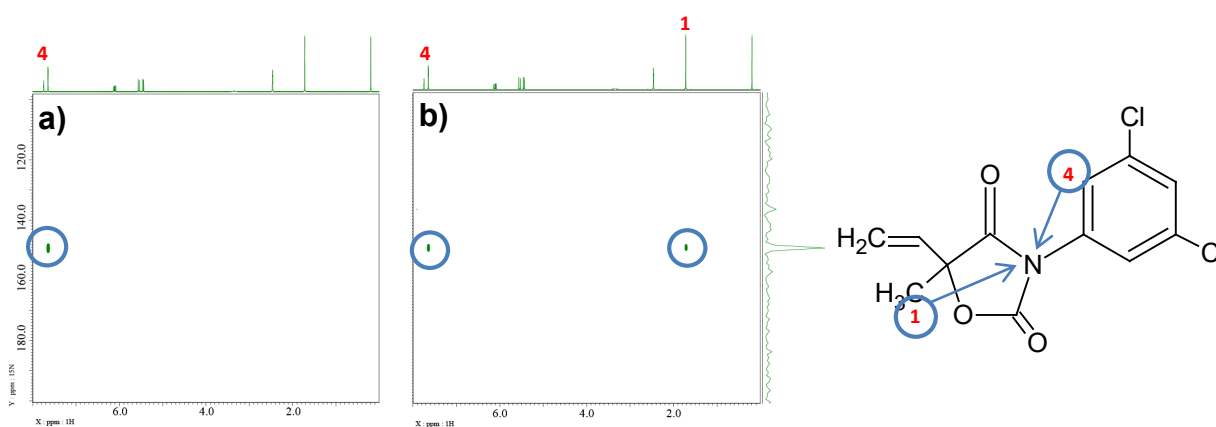 4
a)
120.0
140.0
160.0
180.0
Y : ppm : 15N
6.0
4.0
2.0
X : ppm : 1H
1
4
b)
6.0
4.0
2.0
X : ppm : 1H
Cl
4
O
H2C
N
C
H3C
1
O
O